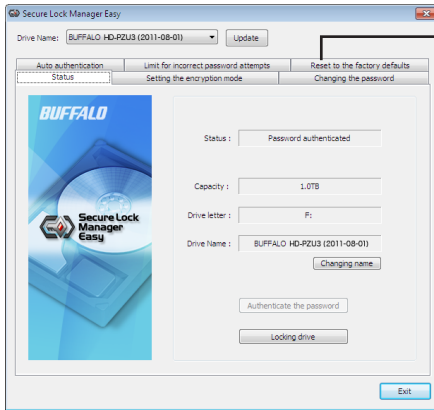 Secure Lock Manager Easy
Drive Name: BUFFALO HD-PZU3 (2011-08-01) Update
Auto authentication Limit for incorrect password attempts Reset to the factory defaults
Status Setting the encryption mode Changing the password
BUFFALO
Status : Password authenticated
Capacity : 1.0TB
Secure Lock
Manager
Easy
Drive letter : F:
Drive Name : BUFFALO HD-PZU3 (2011-08-01)
Changing name
Authenticate the password
Locking drive
Exit